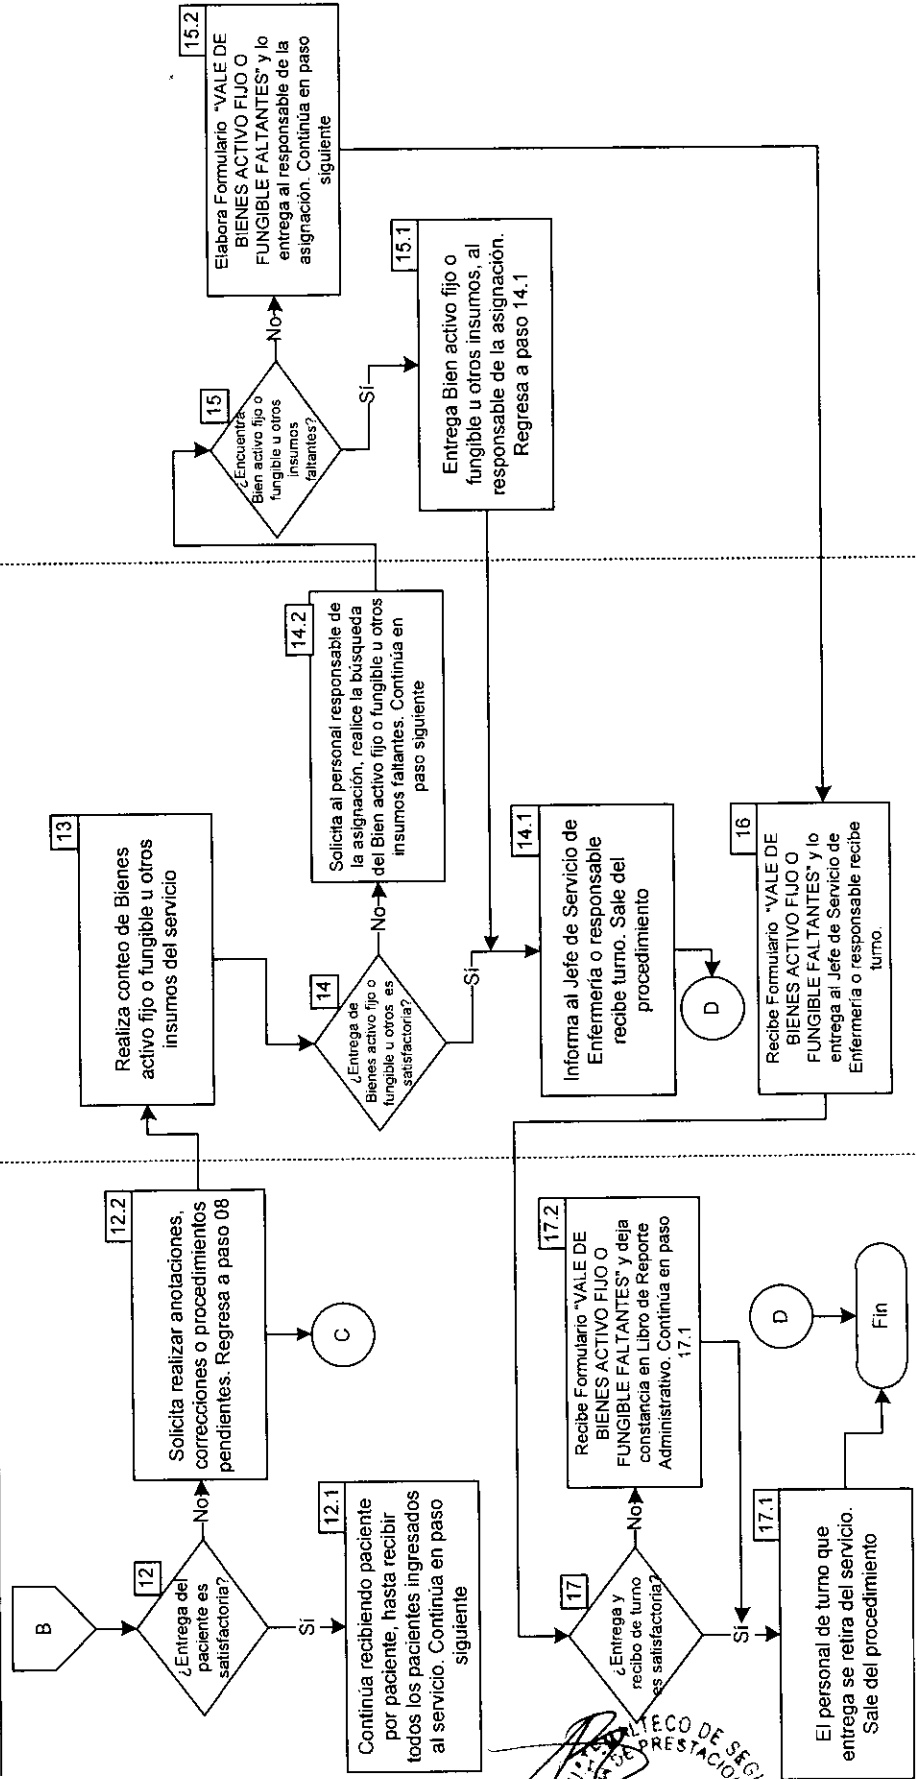 B
12
¿Entrega del
paciente es
satisfactoria?
No
Sí
12.1
Continúa recibiendo paciente
por paciente, hasta recibir
todos los pacientes ingresados
al servicio. Continúa en paso
siguiente
12.2
Solicita realizar anotaciones,
correcciones o procedimientos
pendientes. Regresa a paso 08
C
13
Realiza conteo de Bienes
activo fijo o fungible u otros
insumos del servicio
14
¿Entrega de
Bienes activo fijo o
fungible u otros es
satisfactoria?
No
Sí
14.1
Informa al Jefe de Servicio de
Enfermería o responsable
recibe turno. Sale del
procedimiento
D
14.2
Solicita al personal responsable de
la asignación, realice la búsqueda
del Bien activo fijo o fungible u otros
insumos faltantes. Continúa en
paso siguiente
15
¿Encuentra
Bien activo fijo o
fungible u otros
insumos
faltantes?
No
Sí
15.1
Entrega Bien activo fijo o
fungible u otros insumos, al
responsable de la asignación.
Regresa a paso 14.1
15.2
Elabora Formulario "VALE DE
BIENES ACTIVO FIJO O
FUNGIBLE FALTANTES" y lo
entrega al responsable de la
asignación. Continúa en paso
siguiente
16
Recibe Formulario "VALE DE
BIENES ACTIVO FIJO O
FUNGIBLE FALTANTES" y lo
entrega al Jefe de Servicio de
Enfermería o responsable recibe
turno.
17
¿Entrega y
recibo de turno
es satisfactoria?
No
Sí
17.2
Recibe Formulario "VALE DE
BIENES ACTIVO FIJO O
FUNGIBLE FALTANTES" y deja
constancia en Libro de Reporte
Administrativo. Continúa en paso
17.1
17.1
El personal de turno que
entrega se retira del servicio.
Sale del procedimiento
D
Fin
DE
DE